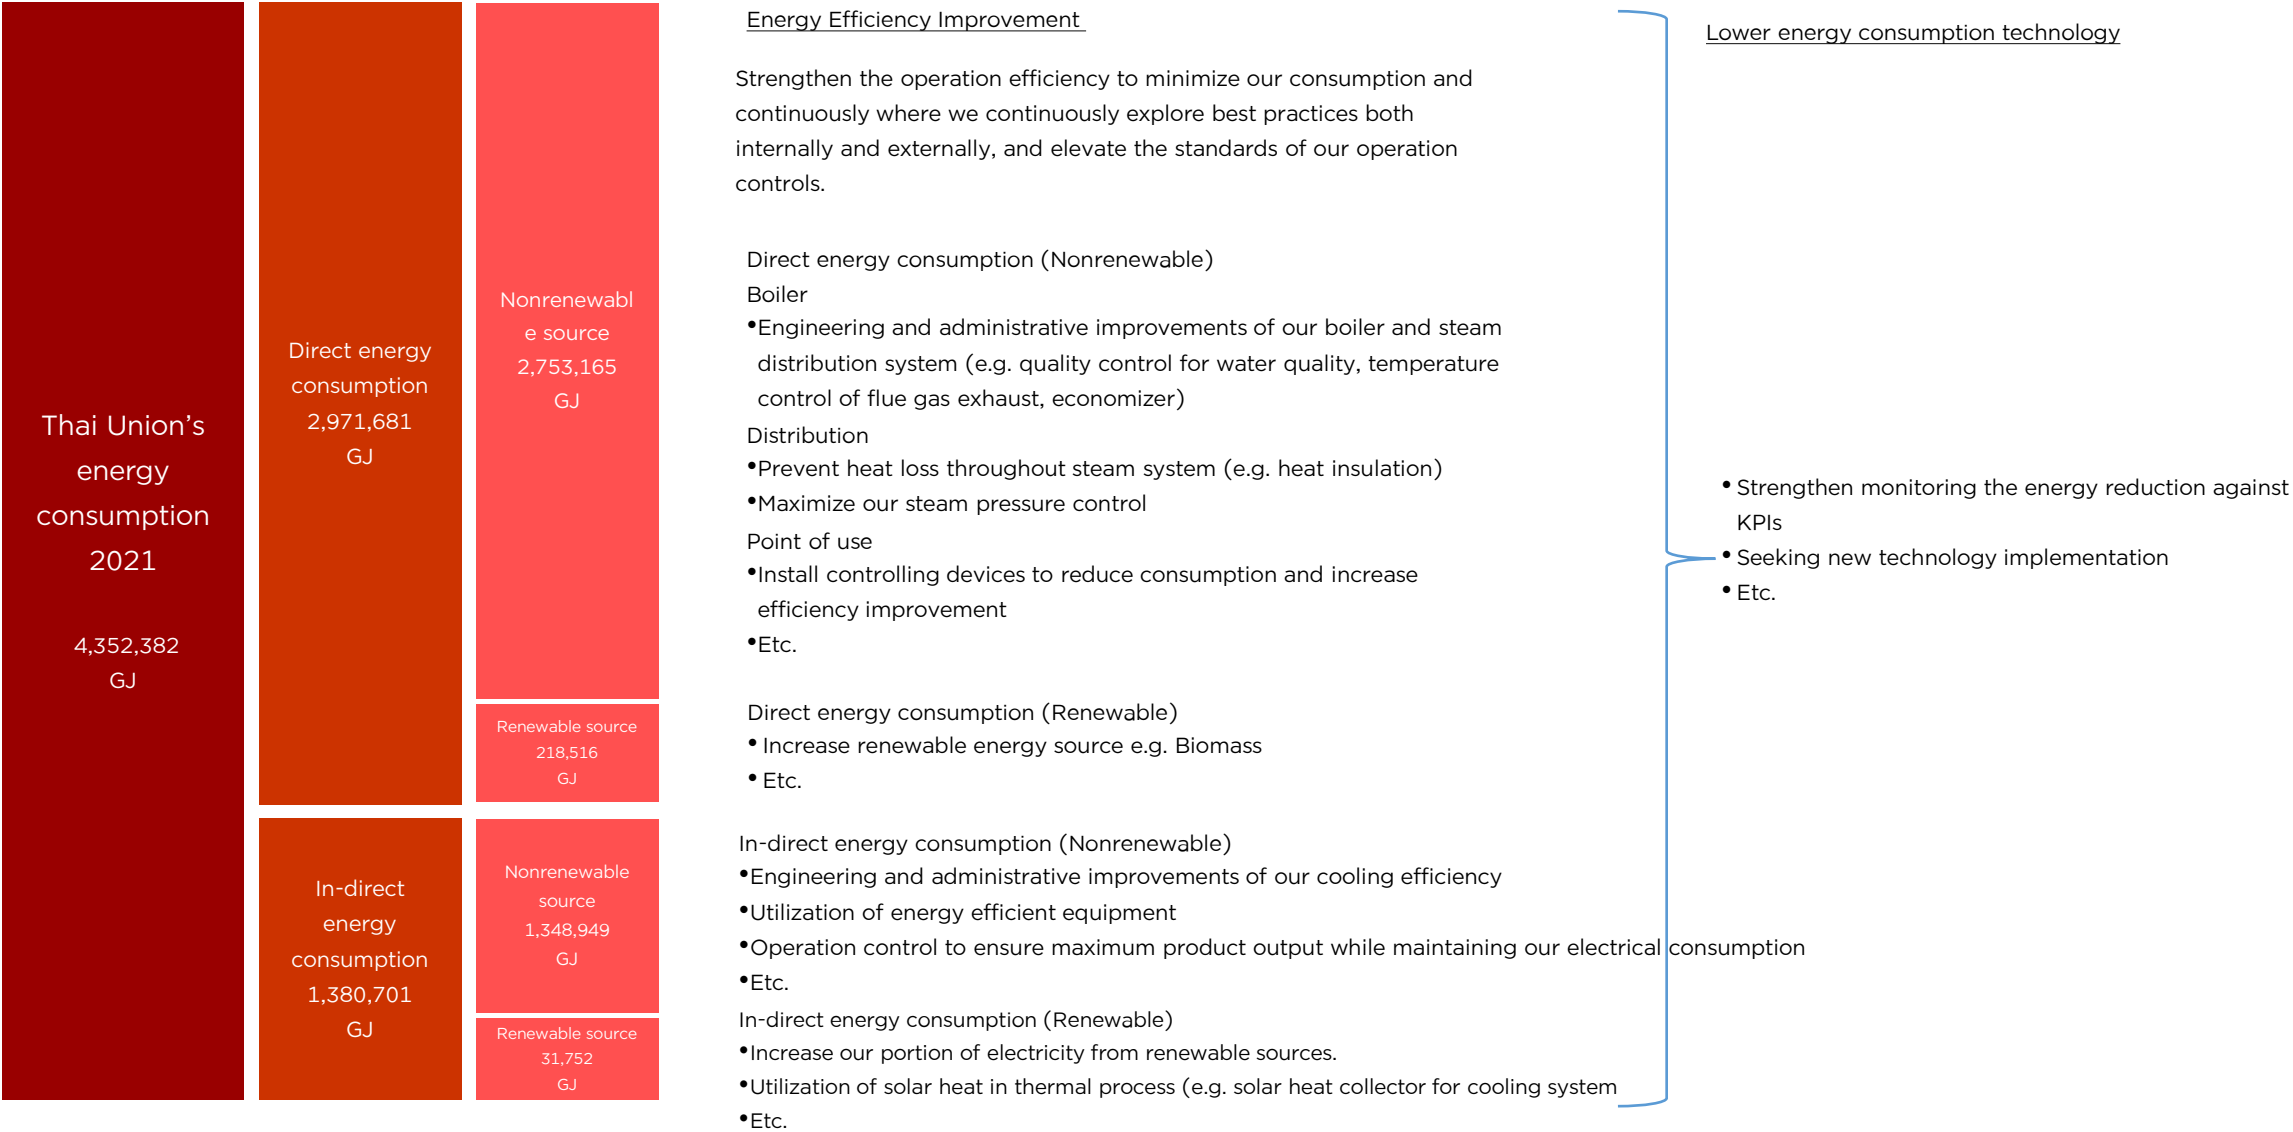 Thai Union’s
energy
consumption
2021
4,352,382
GJ
Direct energy
consumption
2,971,681
GJ
In-direct
energy
consumption
1,380,701
GJ
Nonrenewabl
e source
2,753,165
GJ
Renewable source
218,516
GJ
Nonrenewable
source
1,348,949
GJ
Renewable source
31,752
GJ
Energy Efficiency Improvement
Strengthen the operation efficiency to minimize our consumption and
continuously where we continuously explore best practices both
internally and externally, and elevate the standards of our operation
controls.
Direct energy consumption (Nonrenewable)
Boiler
•Engineering and administrative improvements of our boiler and steam
distribution system (e.g. quality control for water quality, temperature
control of flue gas exhaust, economizer)
Distribution
•Prevent heat loss throughout steam system (e.g. heat insulation)
•Maximize our steam pressure control
Point of use
•Install controlling devices to reduce consumption and increase
efficiency improvement
•Etc.
Direct energy consumption (Renewable)
• Increase renewable energy source e.g. Biomass
• Etc.
In-direct energy consumption (Nonrenewable)
•Engineering and administrative improvements of our cooling efficiency
•Utilization of energy efficient equipment
•Operation control to ensure maximum product output while maintaining our electrical consumption
•Etc.
In-direct energy consumption (Renewable)
•Increase our portion of electricity from renewable sources.
•Utilization of solar heat in thermal process (e.g. solar heat collector for cooling system
•Etc.
Lower energy consumption technology
• Strengthen monitoring the energy reduction against
KPIs
• Seeking new technology implementation
• Etc.